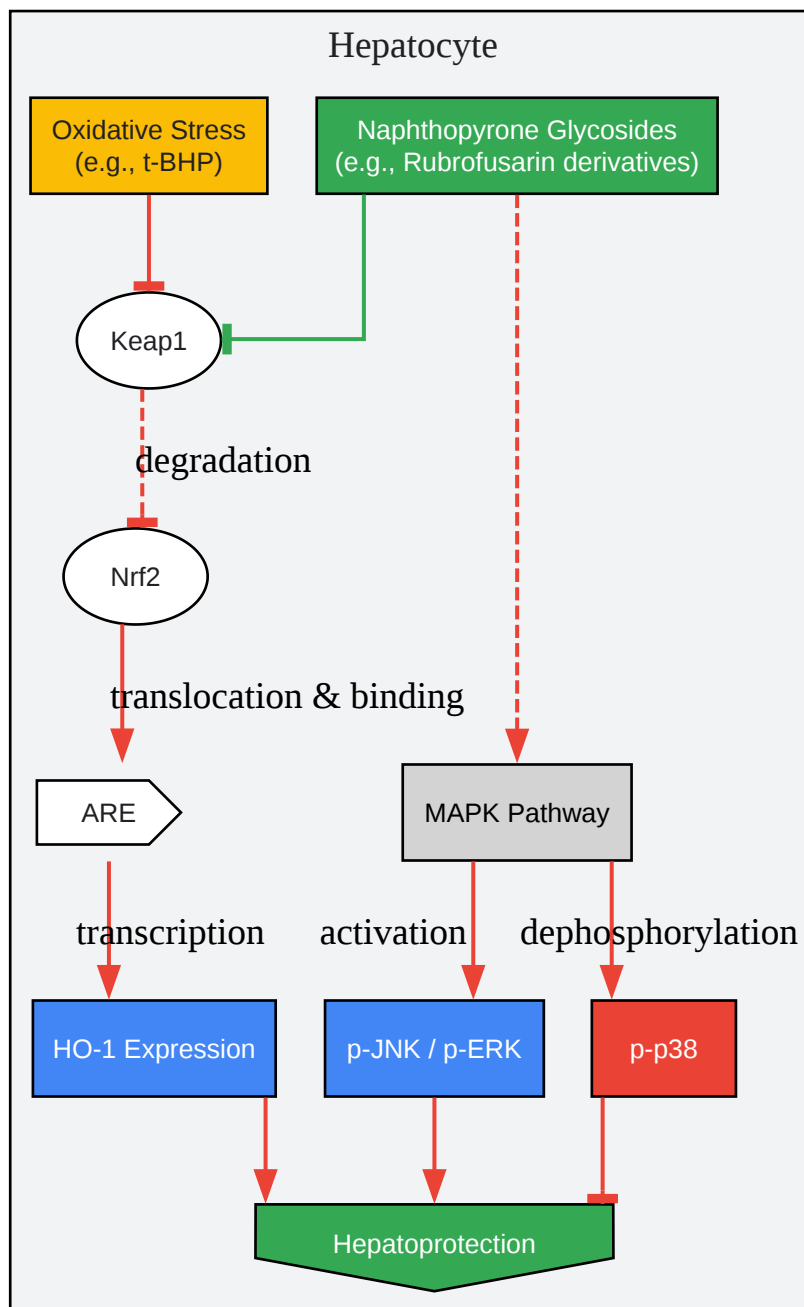 Hepatocyte
Oxidative Stress
(e.g., t-BHP)
Naphthopyrone Glycosides
(e.g., Rubrofusarin derivatives)
Keap1
degradation
Nrf2
translocation & binding
ARE
MAPK Pathway
transcription
activation
dephosphorylation
HO-1 Expression
p-JNK / p-ERK
p-p38
Hepatoprotection